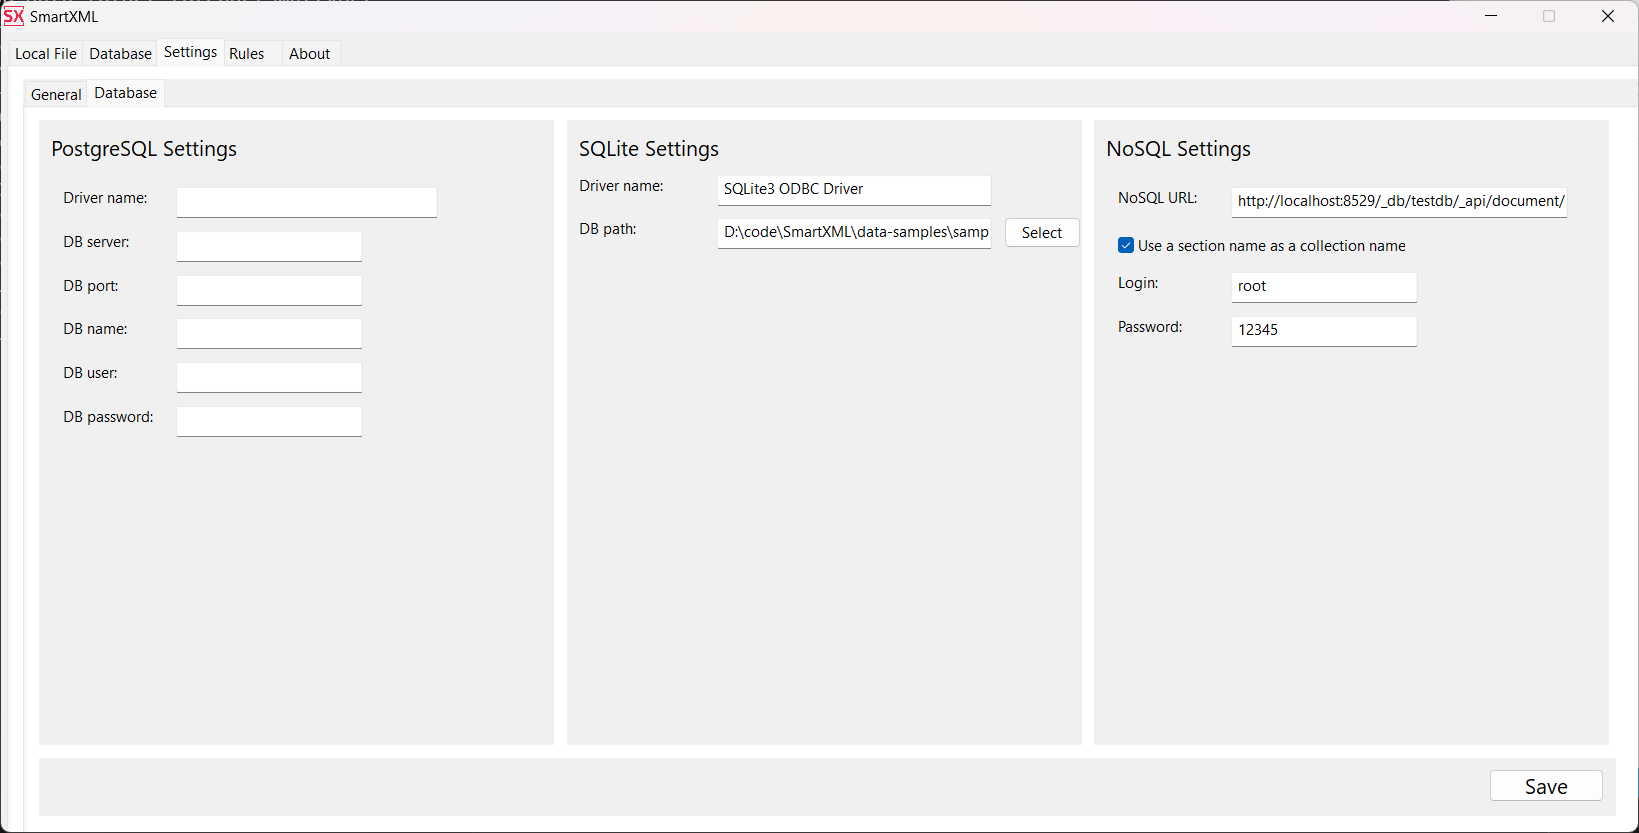 SX SmartXML
Local File Database Settings Rules About
General Database
PostgreSQL Settings
Driver name:
DB server:
DB port:
DB name:
DB user:
DB password:
SQLite Settings
Driver name: SQLite3 ODBC Driver
DB path: D:\code\SmartXML\data-samples\samp Select
NoSQL Settings
NoSQL URL: http://localhost:8529/_db/testdb/_api/document/
Use a section name as a collection name
Login: root
Password: 12345
Save